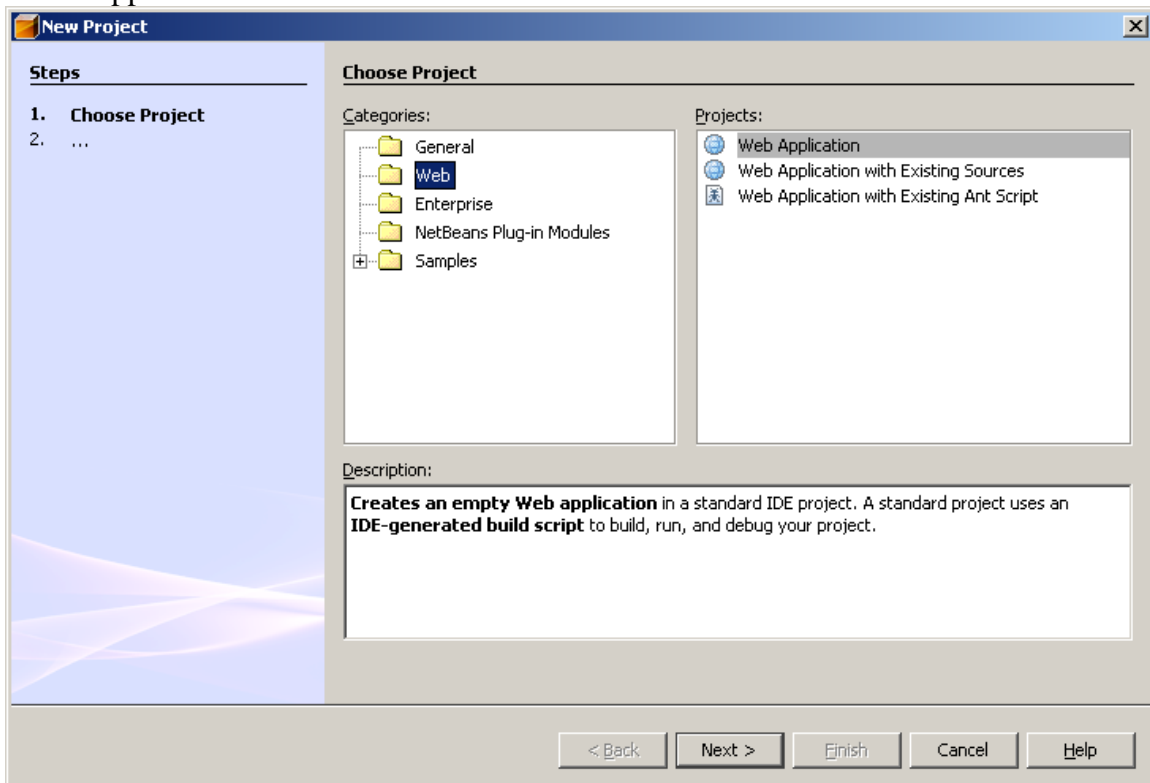 New Project
Steps
1. Choose Project
2. ...
Choose Project
Categories:
General
Web
Enterprise
NetBeans Plug-in Modules
Samples
Projects:
Web Application
Web Application with Existing Sources
Web Application with Existing Ant Script
Description:
Creates an empty Web application in a standard IDE project. A standard project uses an
IDE-generated build script to build, run, and debug your project.
< Back
Next >
Finish
Cancel
Help